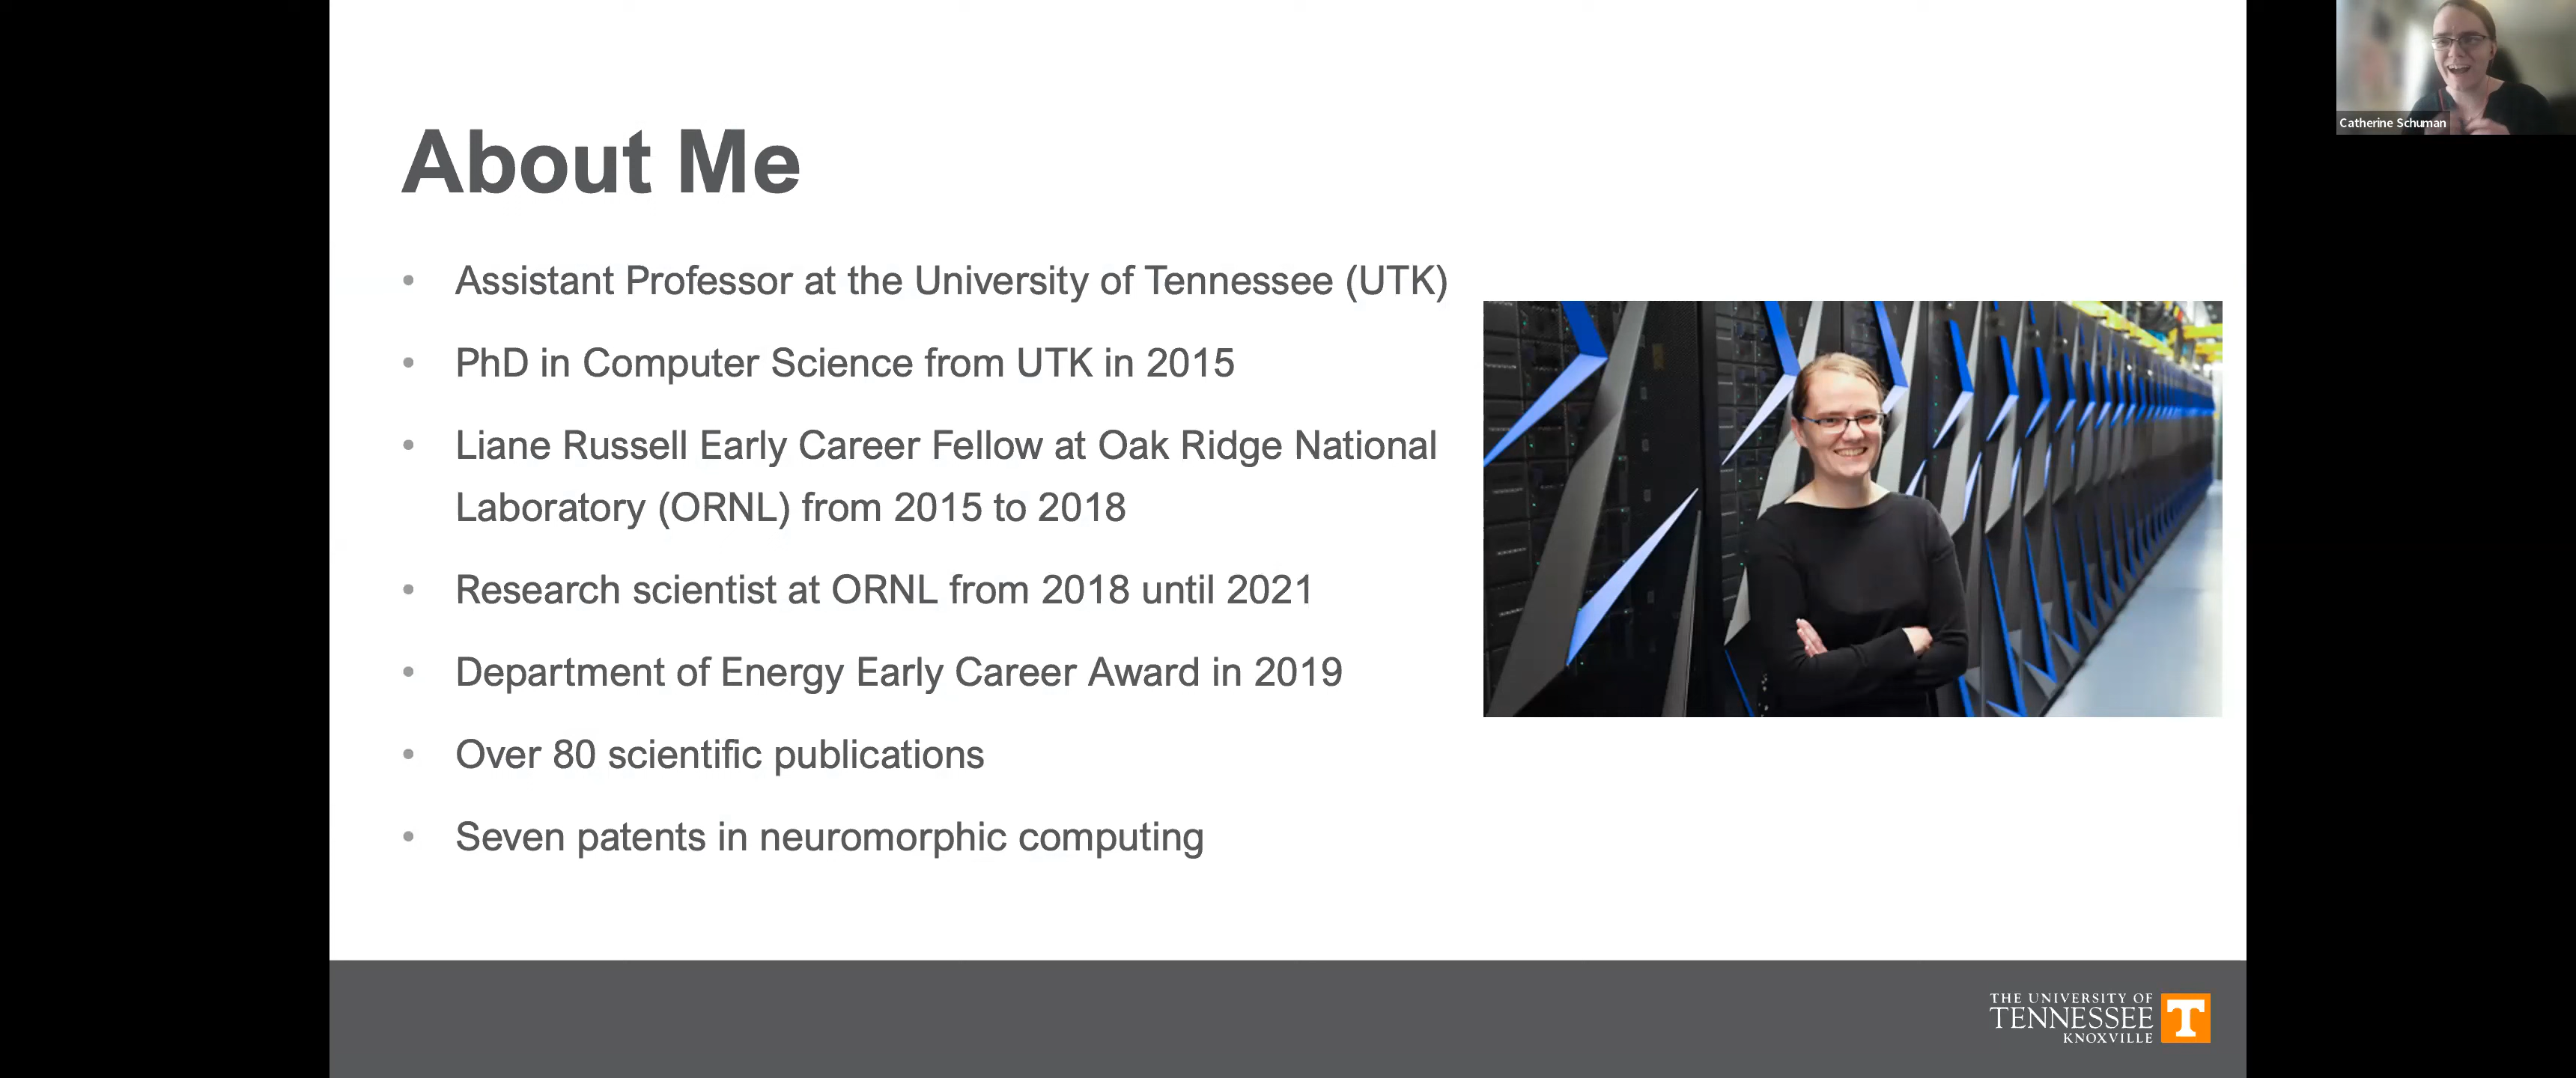 About Me
• Assistant Professor at the University of Tennessee (UTK)
• PhD in Computer Science from UTK in 2015
• Liane Russell Early Career Fellow at Oak Ridge National
Laboratory (ORNL) from 2015 to 2018
• Research scientist at ORNL from 2018 until 2021
• Department of Energy Early Career Award in 2019
• Over 80 scientific publications
• Seven patents in neuromorphic computing
Catherine Schuman
THE UNIVERSITY OF
TENNESSEE
KNOXVILLE
T